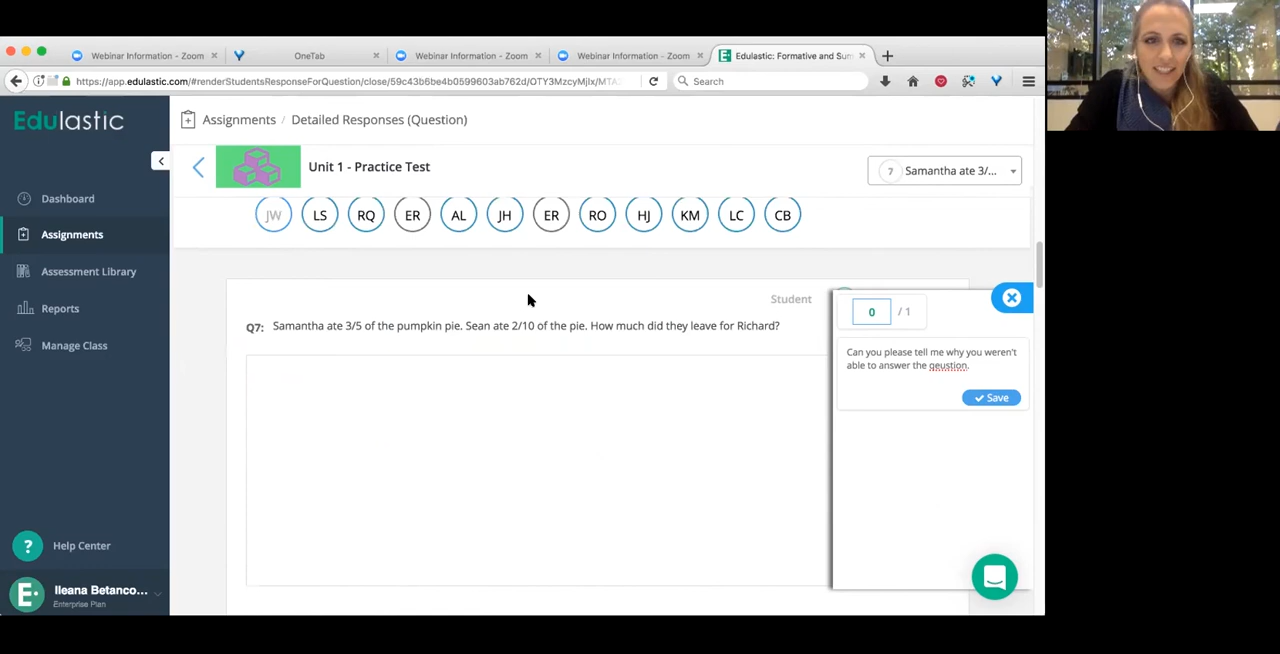 Webinar Information - Zoom
OneTab
Webinar Information - Zoom
Webinar Information - Zoom
Edulastic: Formative and Sum
https://app.edulastic.com/#renderStudentsResponseForQuestion/close/59c43b6be4b0599603ab762d/OTY3MzcyMjIx/MTA
Search
Edulastic
Assignments / Detailed Responses (Question)
Unit 1 - Practice Test
7 Samantha ate 3/...
Dashboard
Assignments
Assessment Library
Reports
Manage Class
JW LS RQ ER AL JH ER RO HJ KM LC CB
Student
0 / 1
Q7: Samantha ate 3/5 of the pumpkin pie. Sean ate 2/10 of the pie. How much did they leave for Richard?
Can you please tell me why you weren't
able to answer the qeustion.
Save
? Help Center
E Ileana Betanco...
Enterprise Plan